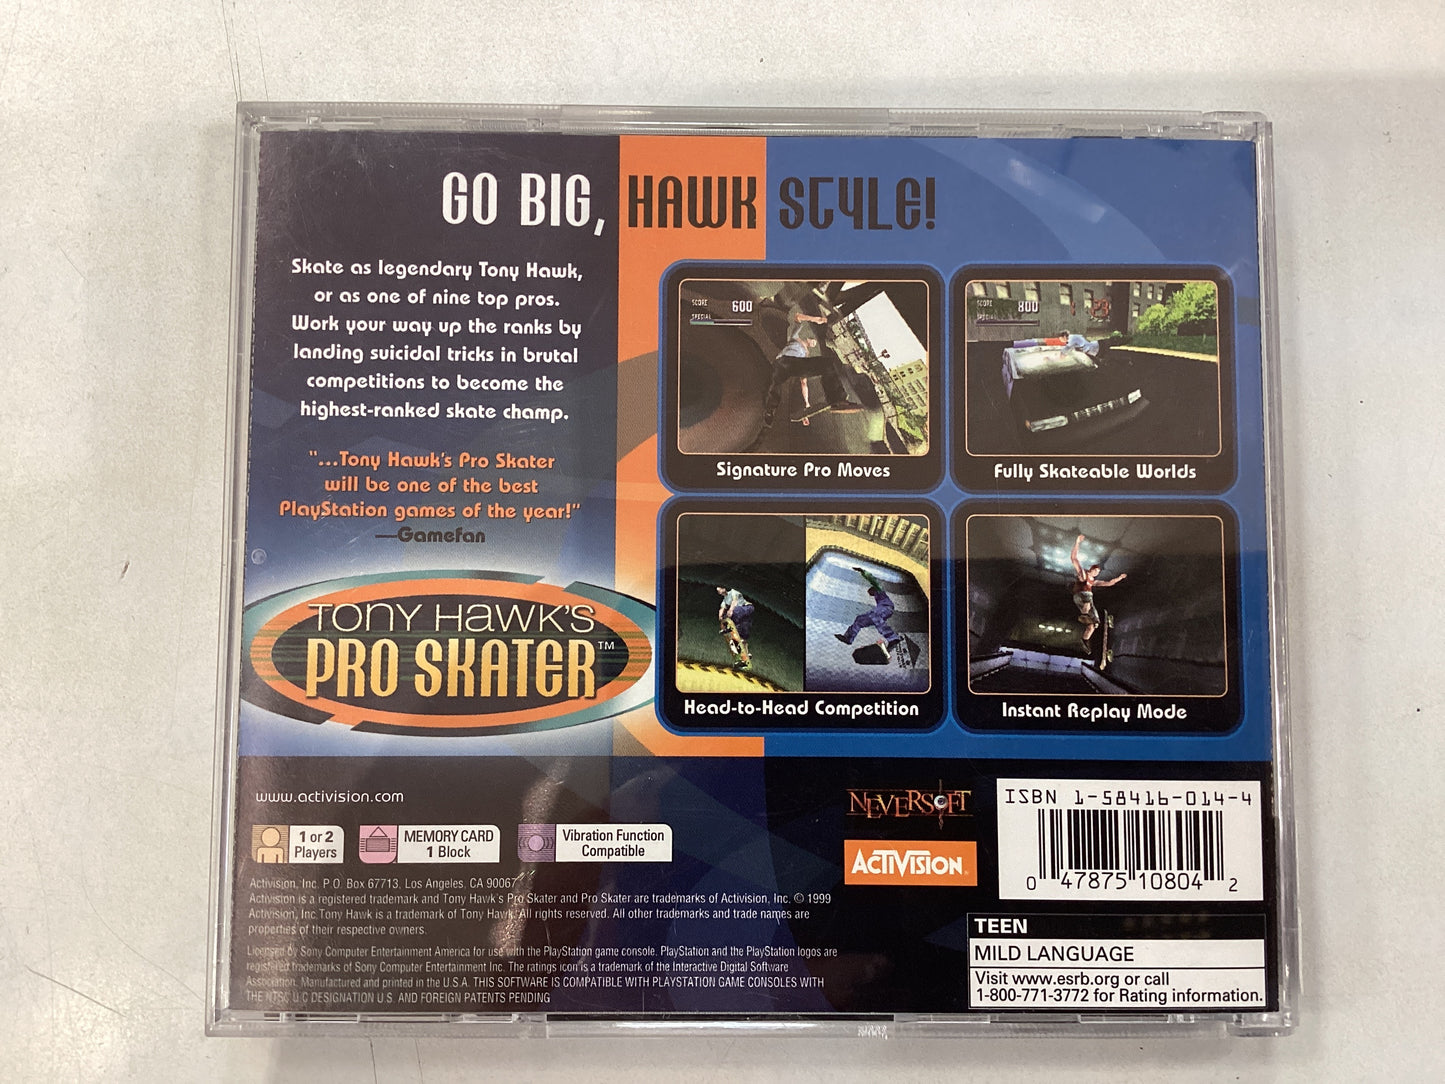 GO BIG, HAWK STYLE!
Skate as legendary Tony Hawk,
or as one of nine top pros.
Work your way up the ranks by
landing suicidal tricks in brutal
competitions to become the
highest-ranked skate champ.
"...Tony Hawk's Pro Skater
will be one of the best
PlayStation games of the year!"
—Gamefan
TONY HAWK'S
PRO SKATER™
SCORE 600
SPECIAL
Signature Pro Moves
SCORE 800
SPECIAL
Fully Skateable Worlds
Head-to-Head Competition
Instant Replay Mode
www.activision.com
1 or 2
Players
MEMORY CARD
1 Block
Vibration Function
Compatible
Activision, Inc. P.O. Box 67713, Los Angeles, CA 90067
Activision is a registered trademark and Tony Hawk's Pro Skater and Pro Skater are trademarks of Activision, Inc. © 1999
Activision, Inc. Tony Hawk is a trademark of Tony Hawk. All rights reserved. All other trademarks and trade names are
properties of their respective owners.
Licensed by Sony Computer Entertainment America for use with the PlayStation game console. PlayStation and the PlayStation logos are
registered trademarks of Sony Computer Entertainment Inc. The ratings icon is a trademark of the Interactive Digital Software
Association. Manufactured and printed in the U.S.A. THIS SOFTWARE IS COMPATIBLE WITH PLAYSTATION GAME CONSOLES WITH
THE NTSC U/C DESIGNATION U.S. AND FOREIGN PATENTS PENDING
NEVERSOFT
ACTIVISION®
ISBN 1-58416-014-4
0 47875 10804 2
TEEN
MILD LANGUAGE
Visit www.esrb.org or call
1-800-771-3772 for Rating information.